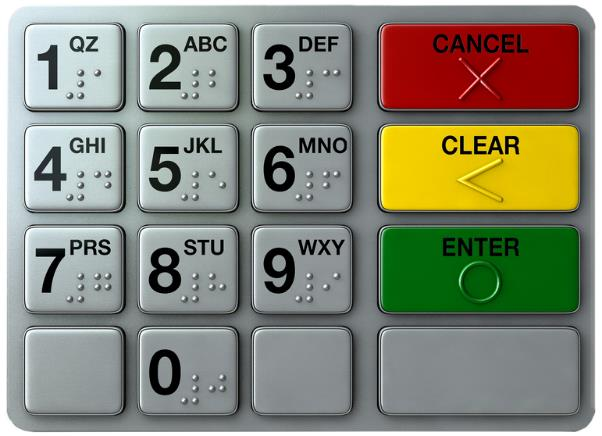 1 QZ 2 ABC 3 DEF CANCEL
4 GHI 5 JKL 6 MNO CLEAR
7 PRS 8 STU 9 WXY ENTER
0